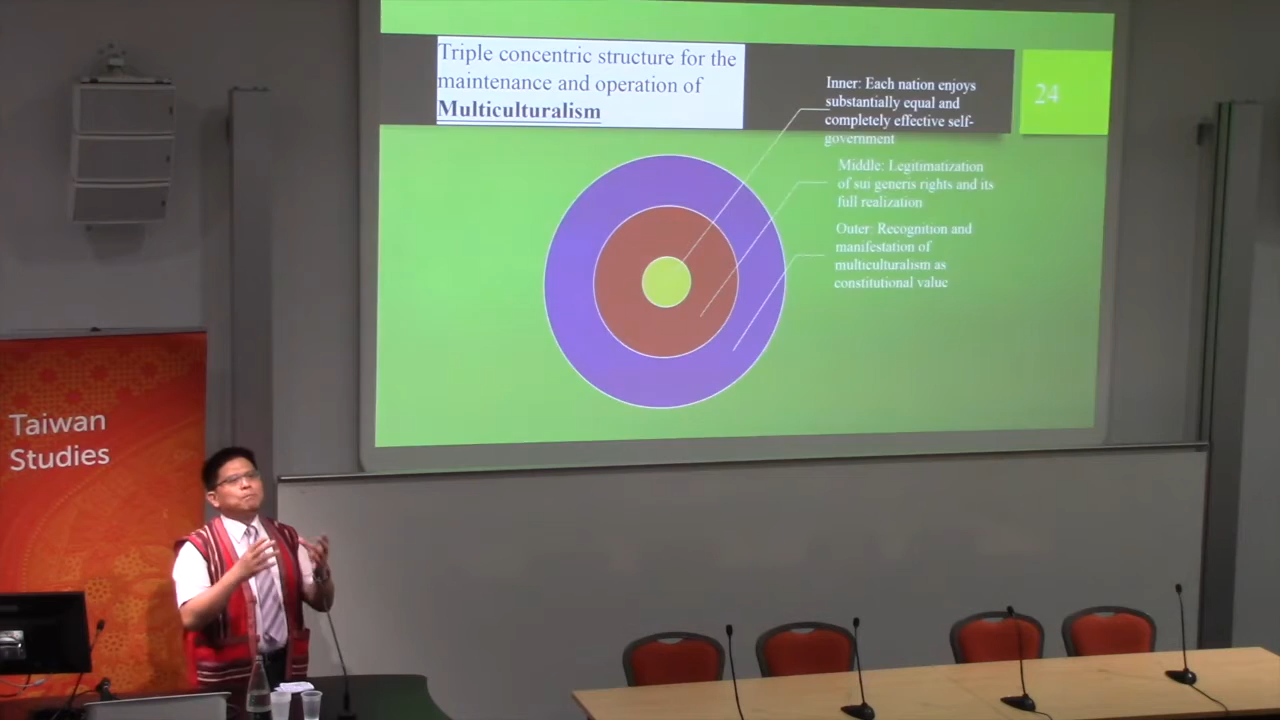 Triple concentric structure for the
maintenance and operation of
Multiculturalism
24
Inner: Each nation enjoys
substantially equal and
completely effective self-
government
Middle: Legitimatization
of sui generis rights and its
full realization
Outer: Recognition and
manifestation of
multiculturalism as
constitutional value
Taiwan
Studies